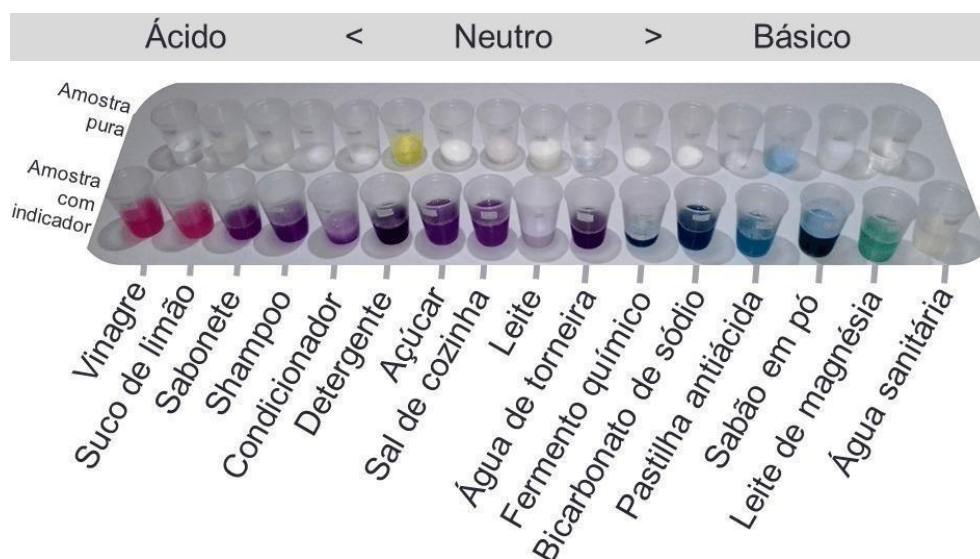 Ácido < Neutro > Básico
Amostra
pura
Amostra
com
indicador
Vinagre
Suco de limão
Sabonete
Shampoo
Condicionador
Detergente
Açúcar
Sal de cozinha
Leite
Água de torneira
Fermento químico
Bicarbonato de sódio
Pastilha antiácida
Sabão em pó
Leite de magnésia
Água sanitária